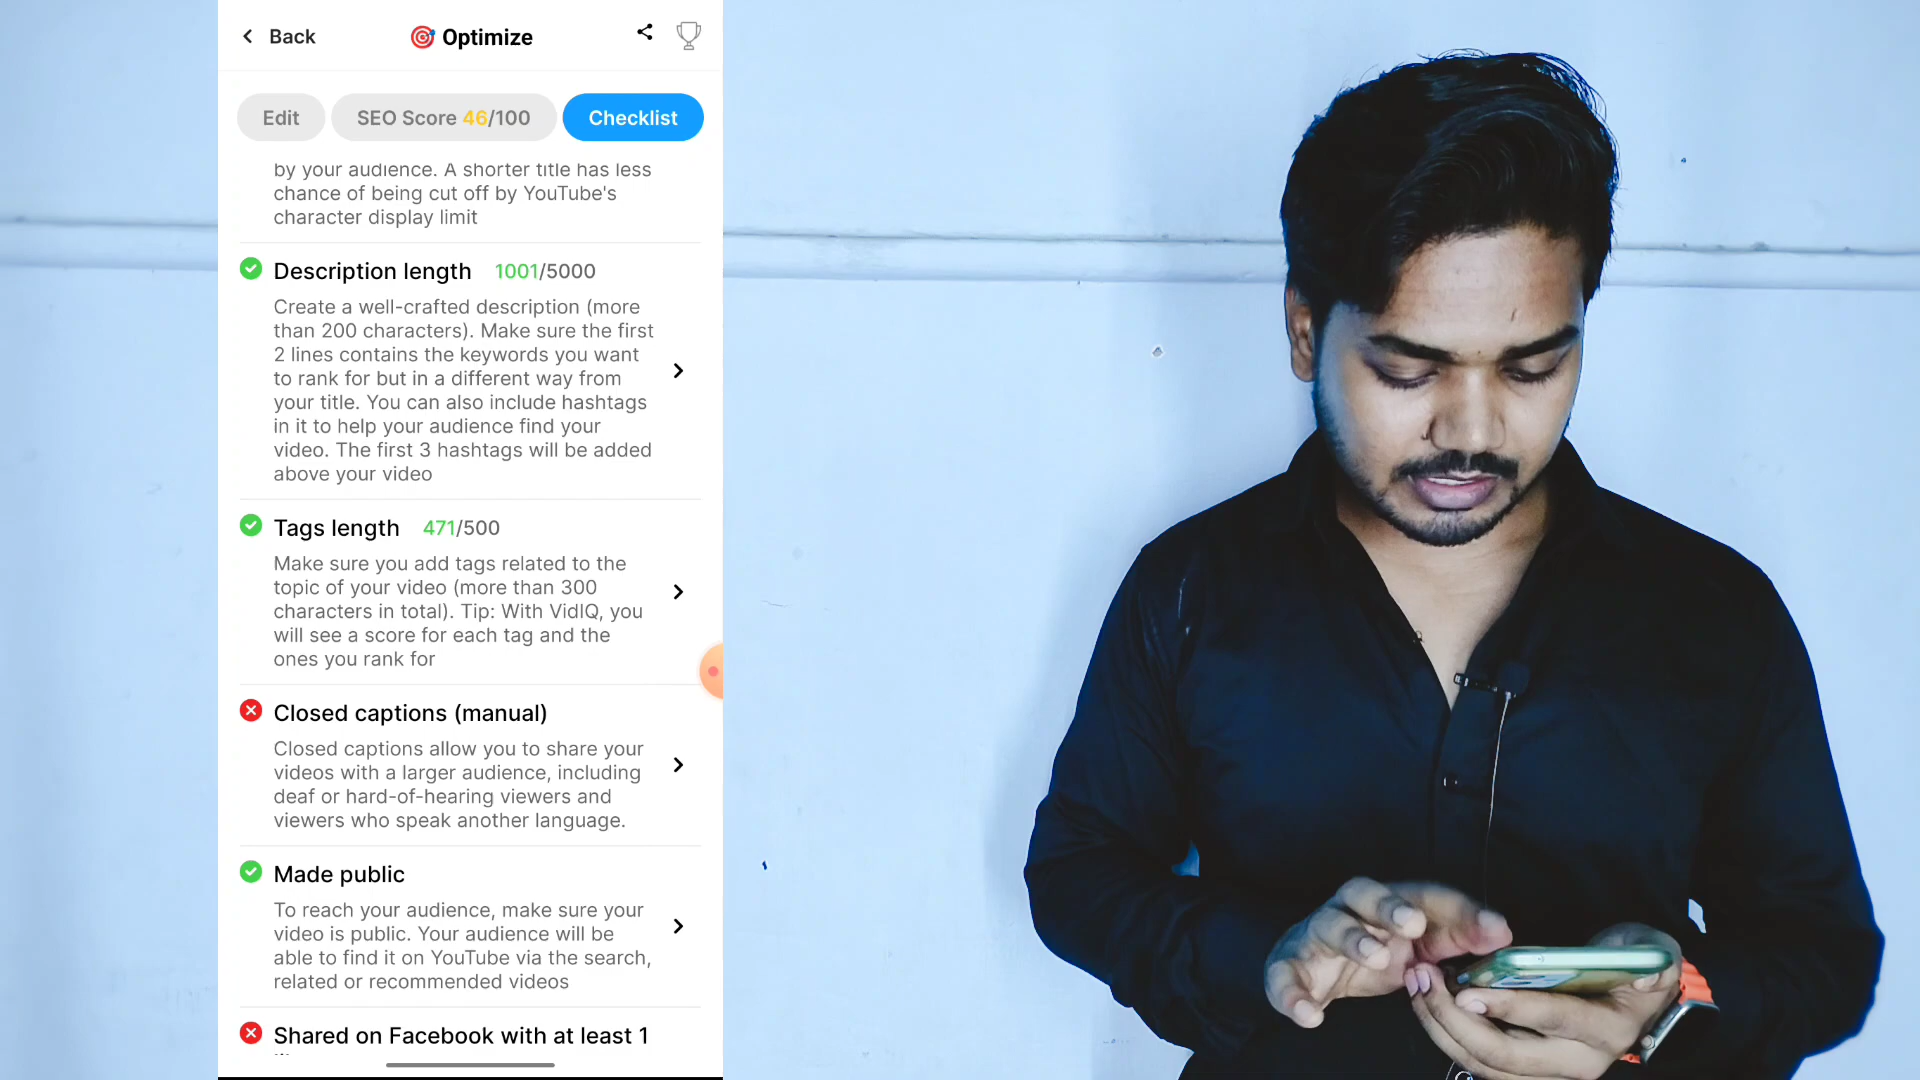 Back
Optimize
Edit
SEO Score 46/100
Checklist
by your audience. A shorter title has less
chance of being cut off by YouTube's
character display limit
Description length 1001/5000
Create a well-crafted description (more
than 200 characters). Make sure the first
2 lines contains the keywords you want
to rank for but in a different way from
your title. You can also include hashtags
in it to help your audience find your
video. The first 3 hashtags will be added
above your video
Tags length 471/500
Make sure you add tags related to the
topic of your video (more than 300
characters in total). Tip: With VidIQ, you
will see a score for each tag and the
ones you rank for
Closed captions (manual)
Closed captions allow you to share your
videos with a larger audience, including
deaf or hard-of-hearing viewers and
viewers who speak another language.
Made public
To reach your audience, make sure your
video is public. Your audience will be
able to find it on YouTube via the search,
related or recommended videos
Shared on Facebook with at least 1